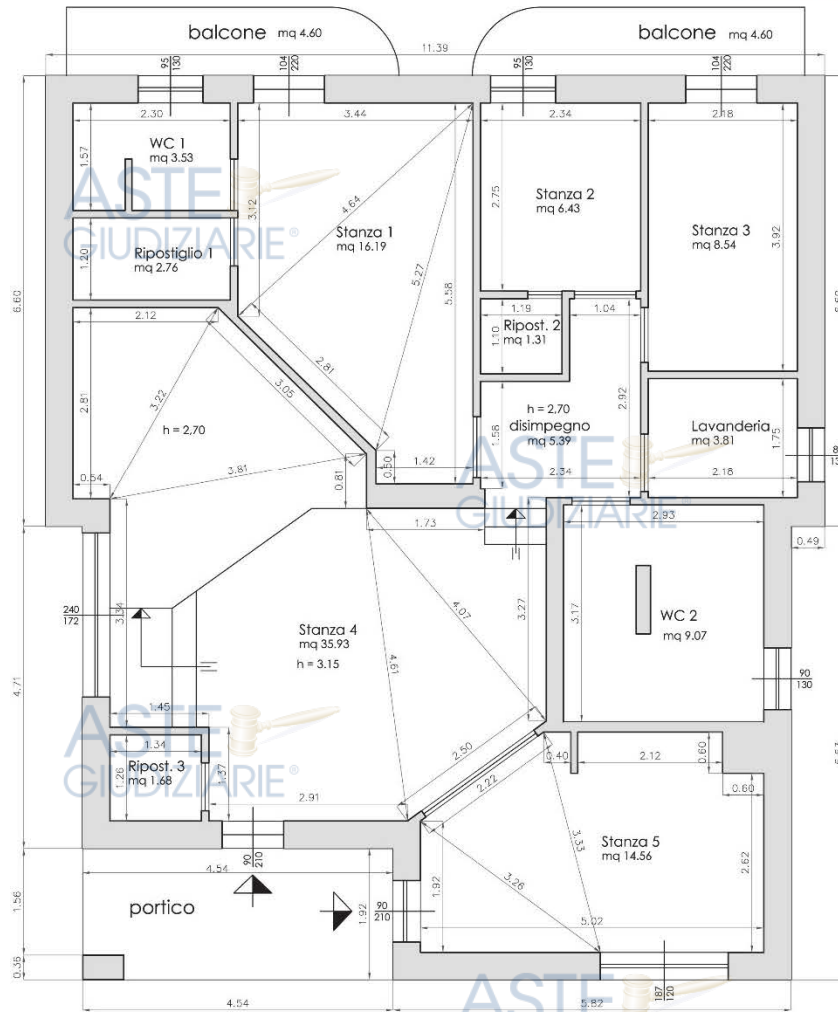 balcone mq 4.60
balcone mq 4.60
11.39
95
130
104
220
95
130
104
220
2.30
3.44
2.34
2.18
WC 1
mq 3.53
1.57
ASTE
GIUDIZIARIE®
3.12
4.64
Stanza 1
mq 16.19
5.27
5.58
2.75
Stanza 2
mq 6.43
Stanza 3
mq 8.54
3.92
Ripostiglio 1
mq 2.76
1.20
6.60
2.12
1.19
1.04
Ripost. 2
mq 1.31
1.10
2.81
3.22
h = 2,70
2.81
3.05
h = 2,70
disimpegno
mq 5.39
2.92
1.58
Lavanderia
mq 3.81
1.75
0.54
3.81
0.81
0.50
1.42
ASTE
GIUDIZIARIE®
2.34
2.18
1.73
2.93
0.49
240
172
3.34
Stanza 4
mq 35.93
h = 3.15
4.07
4.61
3.27
3.17
WC 2
mq 9.07
90
130
4.71
1.45
ASTE
GIUDIZIARIE®
1.34
Ripost. 3
mq 1.68
1.26
1.37
2.91
2.50
2.22
0.40
2.12
0.60
0.60
Stanza 5
mq 14.56
3.33
3.26
2.62
1.92
5.02
90
210
4.54
portico
90
210
1.92
1.56
0.36
187
120
4.54
5.82
ASTE